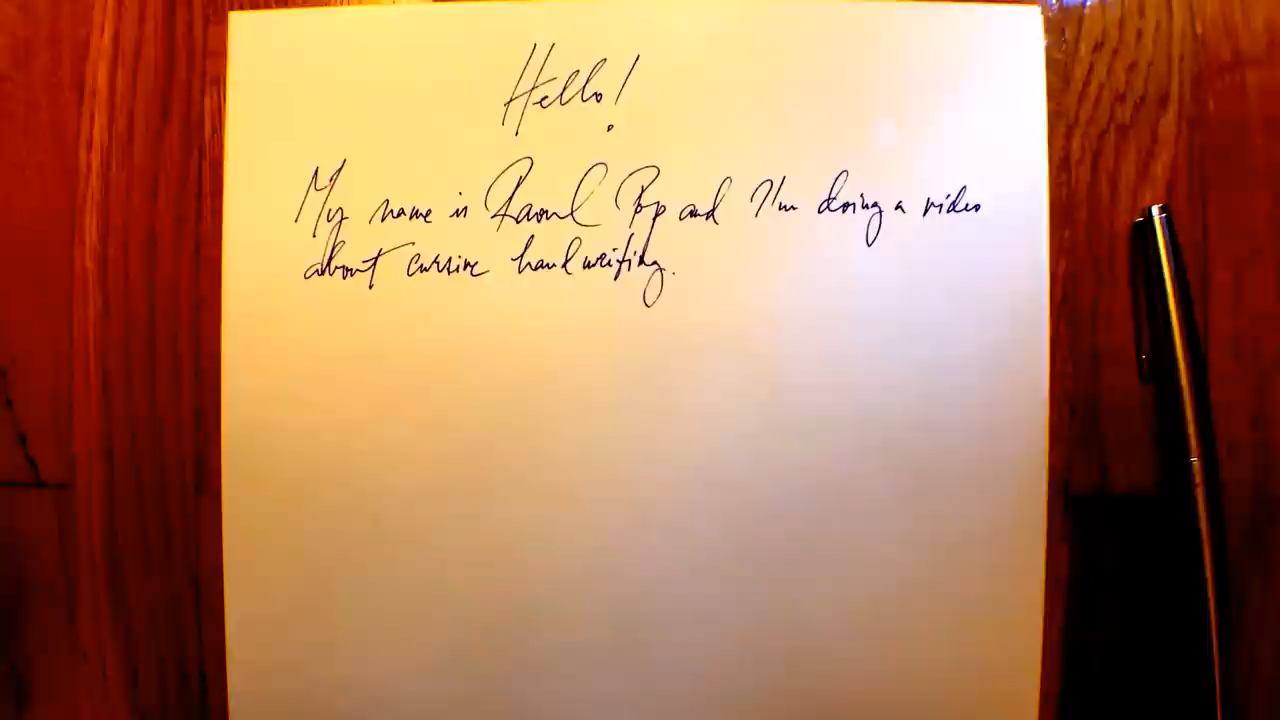 Hello!
My name is Raoul Pop and I'm doing a video
about cursive handwriting.